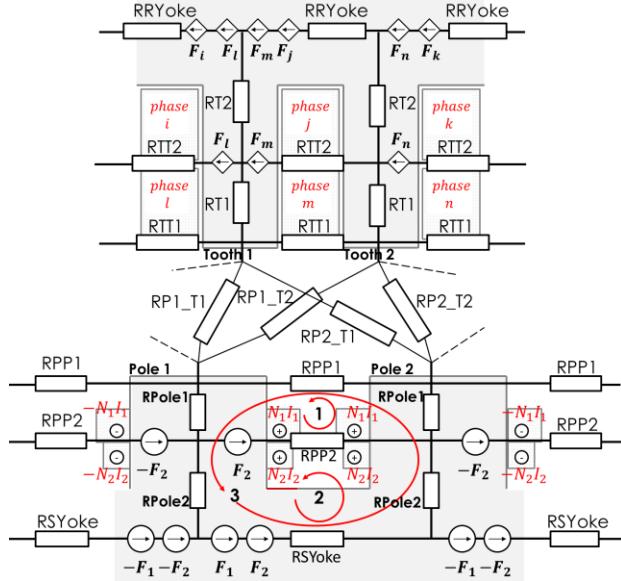 RRYoke RRYoke RRYoke
F_i F_l F_m F_j F_n F_k
RT2 RT2
phase i phase j phase k
F_l F_m F_n
RTT2 RTT2 RTT2
phase l phase m phase n
RT1 RT1
RTT1 RTT1 RTT1
Tooth 1 Tooth 2
RP1_T1 RP1_T2 RP2_T2
RP2_T1
RPP1 Pole 1 RPP1 Pole 2 RPP1
RPole1 RPole1
RPP2 -N_1I_1 N_1I_1 1 N_1I_1 -N_1I_1 RPP2
-F_2 F_2 RPP2 -F_2
-N_2I_2 N_2I_2 N_2I_2 -N_2I_2
RPole2 3 2 RPole2
RSYoke RSYoke RSYoke
-F_1 -F_2 F_1 F_2 -F_1 -F_2